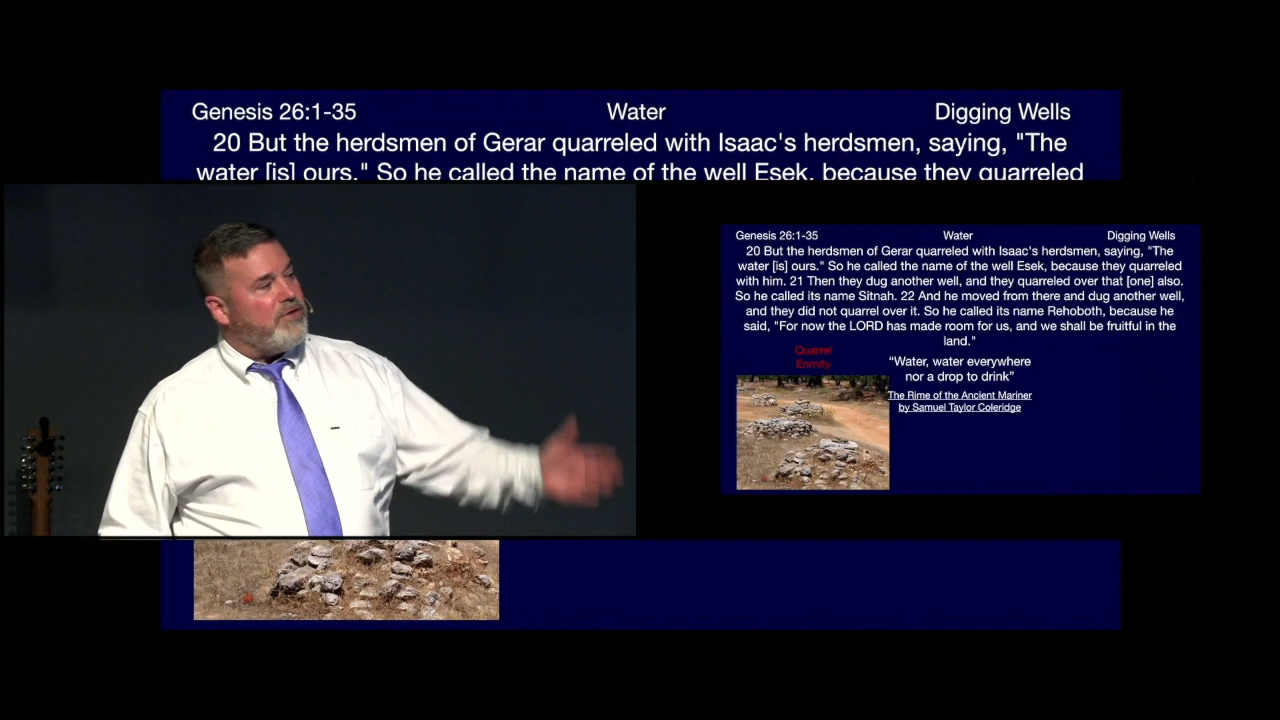 Genesis 26:1-35 Water Digging Wells
20 But the herdsmen of Gerar quarreled with Isaac's herdsmen, saying, "The
water [is] ours." So he called the name of the well Esek, because they quarreled
Genesis 26:1-35 Water Digging Wells
20 But the herdsmen of Gerar quarreled with Isaac's herdsmen, saying, "The
water [is] ours." So he called the name of the well Esek, because they quarreled
with him. 21 Then they dug another well, and they quarreled over that [one] also.
So he called its name Sitnah. 22 And he moved from there and dug another well,
and they did not quarrel over it. So he called its name Rehoboth, because he
said, "For now the LORD has made room for us, and we shall be fruitful in the
land."
Quarrel
Enmity
“Water, water everywhere
nor a drop to drink”
The Rime of the Ancient Mariner
by Samuel Taylor Coleridge